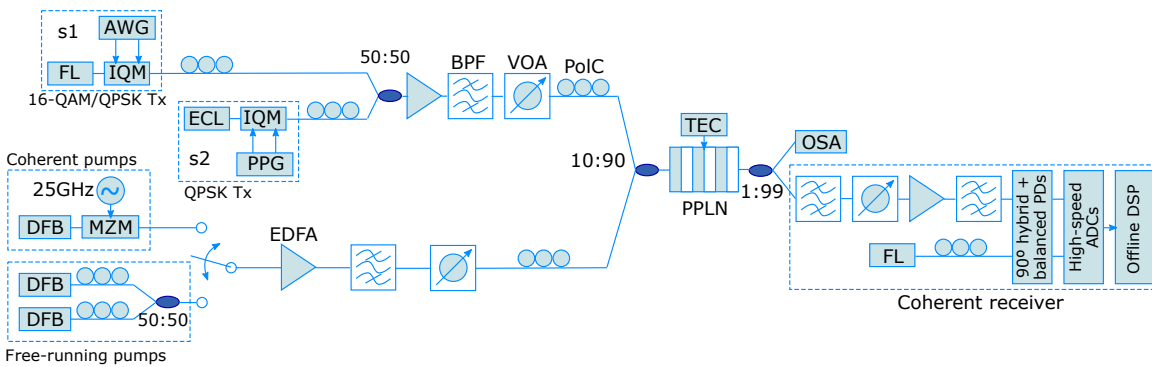 s1
AWG
FL
IQM
16-QAM/QPSK Tx
ECL
IQM
s2
PPG
QPSK Tx
50:50
BPF
VOA
PolC
Coherent pumps
25GHz
DFB
MZM
DFB
DFB
50:50
Free-running pumps
EDFA
10:90
TEC
PPLN
1:99
OSA
FL
90º hybrid +
balanced PDs
High-speed
ADCs
Offline DSP
Coherent receiver